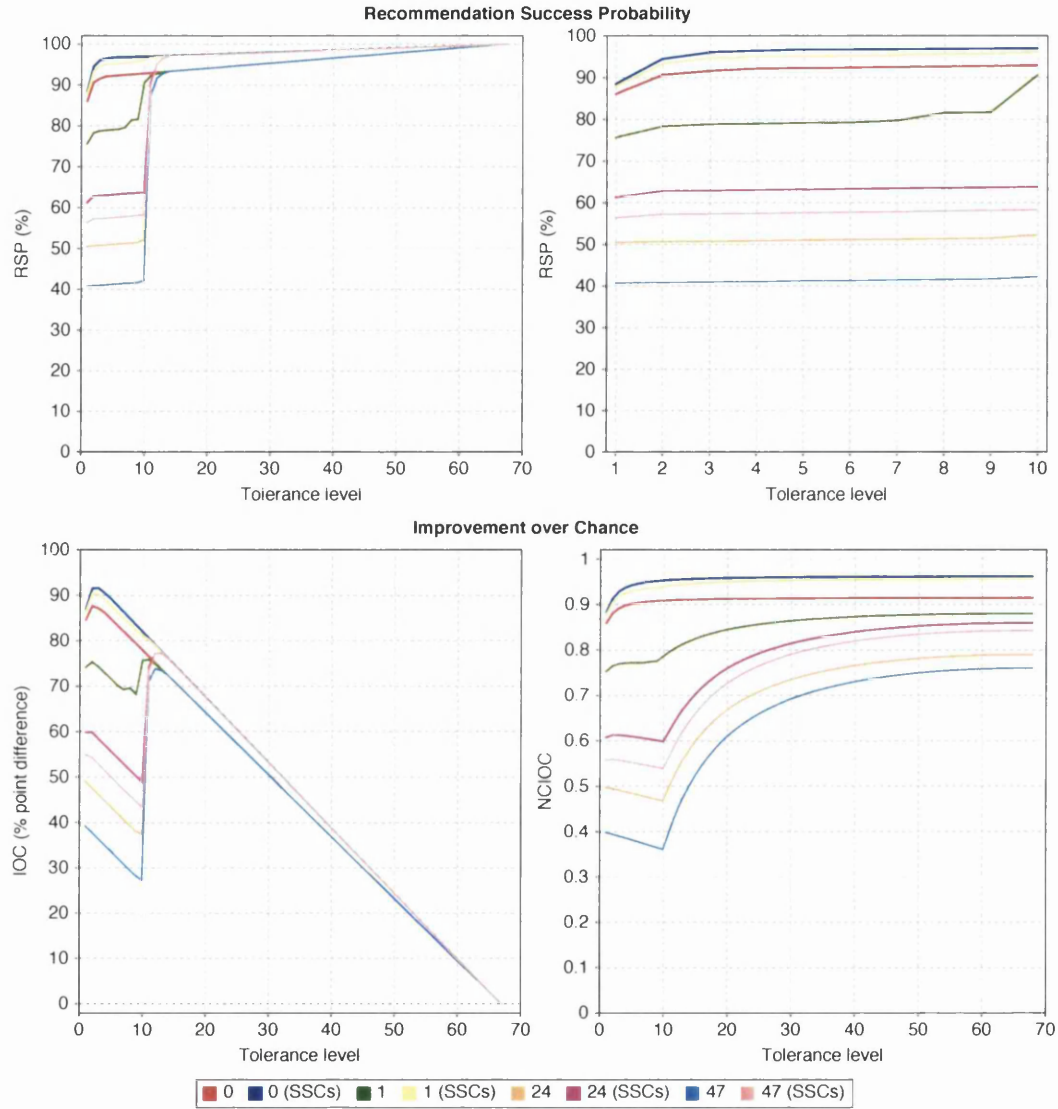 Recommendation Success Probability
100
90
80
70
60
50
40
30
20
10
0
RSP (%)
0 10 20 30 40 50 60 70
Tolerance level
100
90
80
70
60
50
40
30
20
10
0
RSP (%)
1 2 3 4 5 6 7 8 9 10
Tolerance level
Improvement over Chance
100
90
80
70
60
50
40
30
20
10
0
IOC (% point difference)
0 10 20 30 40 50 60 70
Tolerance level
1
0.9
0.8
0.7
0.6
0.5
0.4
0.3
0.2
0.1
0
NCIOC
0 10 20 30 40 50 60 70
Tolerance level
0 0 (SSCs) 1 1 (SSCs) 24 24 (SSCs) 47 47 (SSCs)